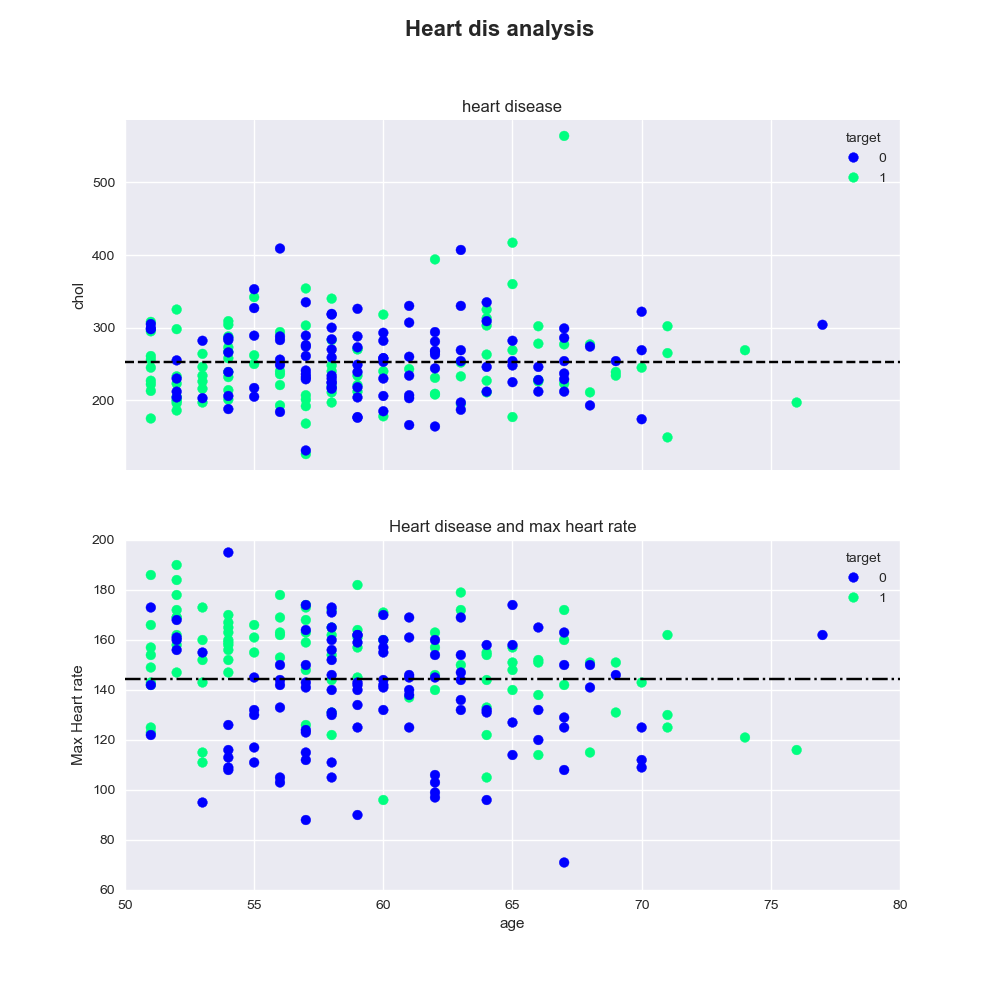 Heart dis analysis
heart disease
target
0
1
500
400
300
200
chol
Heart disease and max heart rate
target
0
1
200
180
160
140
120
100
80
60
Max Heart rate
50 55 60 65 70 75 80
age